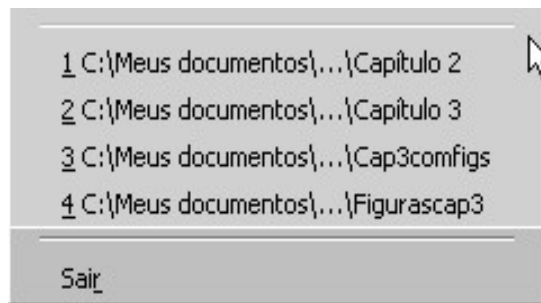 1 C:\Meus documentos\...\Capítulo 2
2 C:\Meus documentos\...\Capítulo 3
3 C:\Meus documentos\...\Cap3comfigs
4 C:\Meus documentos\...\Figurascap3
Sair